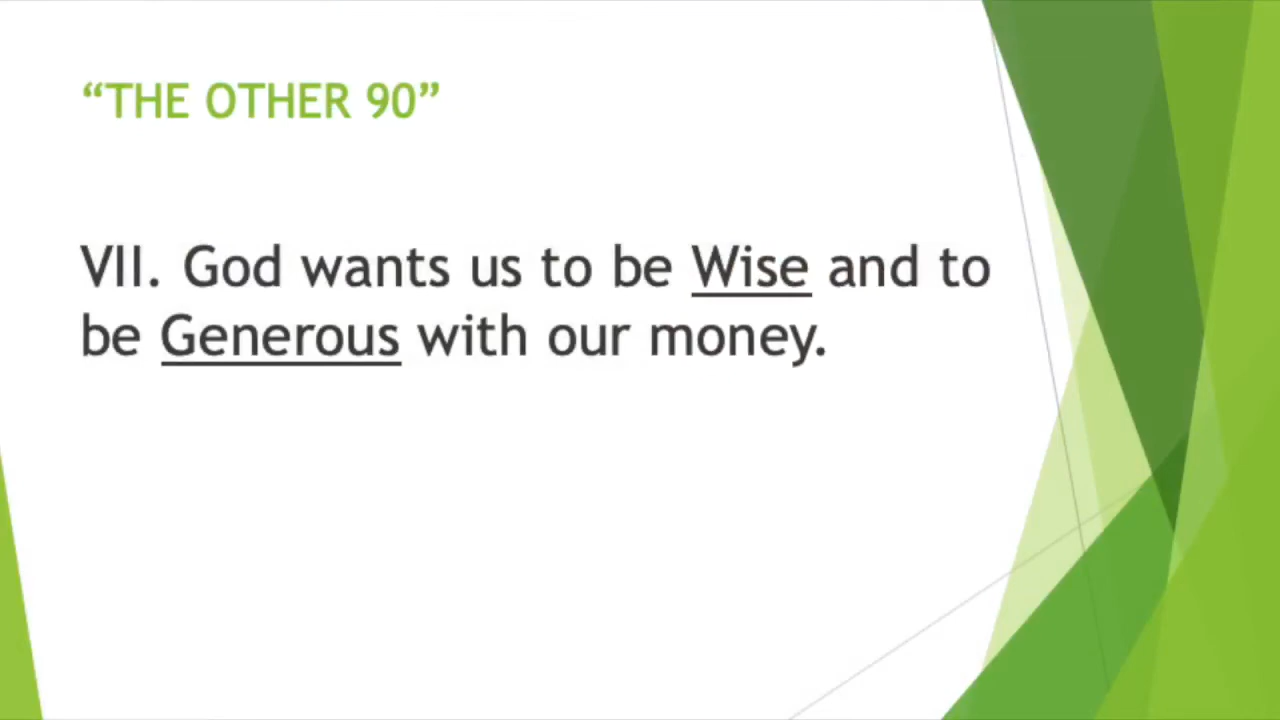 “THE OTHER 90”
VII. God wants us to be Wise and to
be Generous with our money.